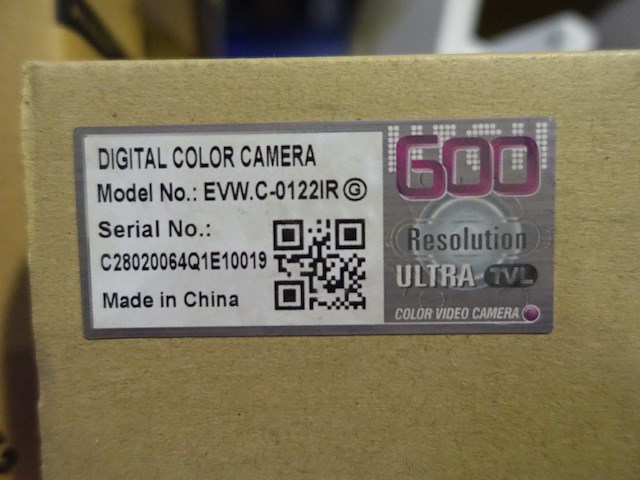 DIGITAL COLOR CAMERA
Model No.: EVW.C-0122IR G
Serial No.:
C28020064Q1E10019
Made in China
600
Resolution
ULTRA TVL
COLOR VIDEO CAMERA